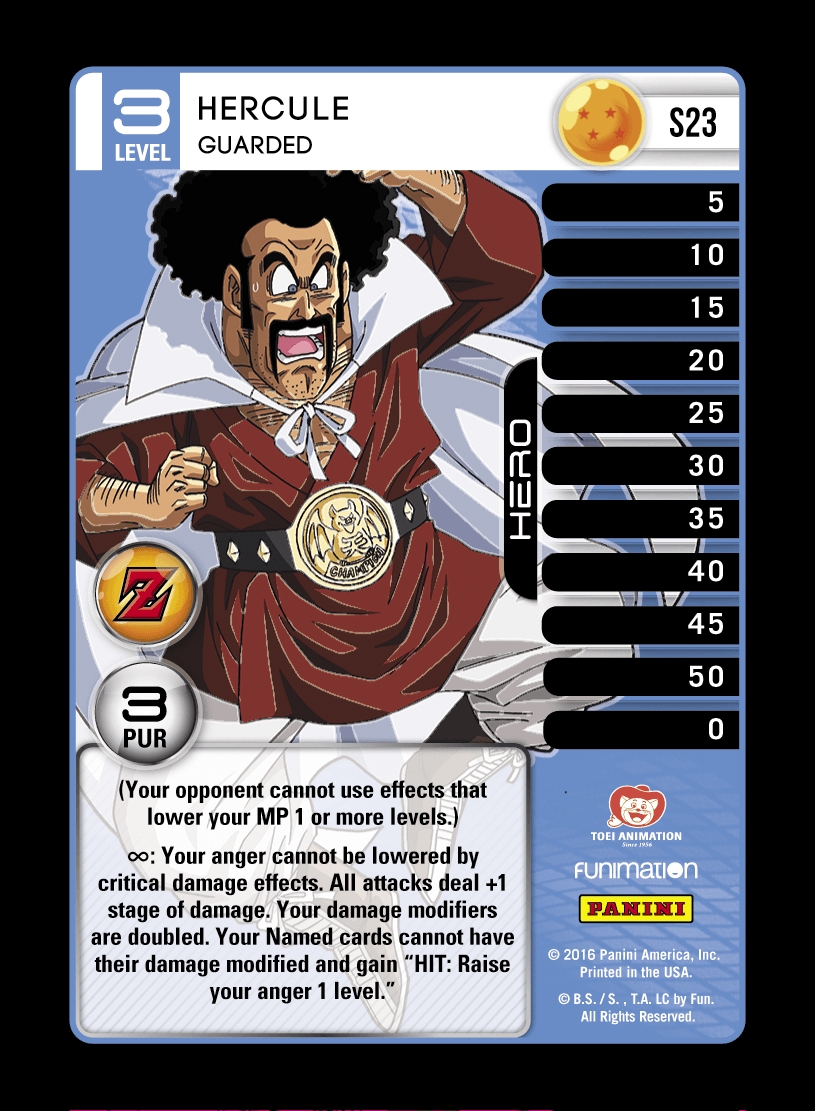 3
LEVEL
HERCULE
GUARDED
S23
5
10
15
20
25
30
35
40
45
50
0
HERO
CHAMPION
Z
3
PUR
(Your opponent cannot use effects that
lower your MP 1 or more levels.)
∞: Your anger cannot be lowered by
critical damage effects. All attacks deal +1
stage of damage. Your damage modifiers
are doubled. Your Named cards cannot have
their damage modified and gain “HIT: Raise
your anger 1 level.”
TOEI ANIMATION
Since 1956
FUNIMATION
PANINI
© 2016 Panini America, Inc.
Printed in the USA.
© B.S. / S. , T.A. LC by Fun.
All Rights Reserved.